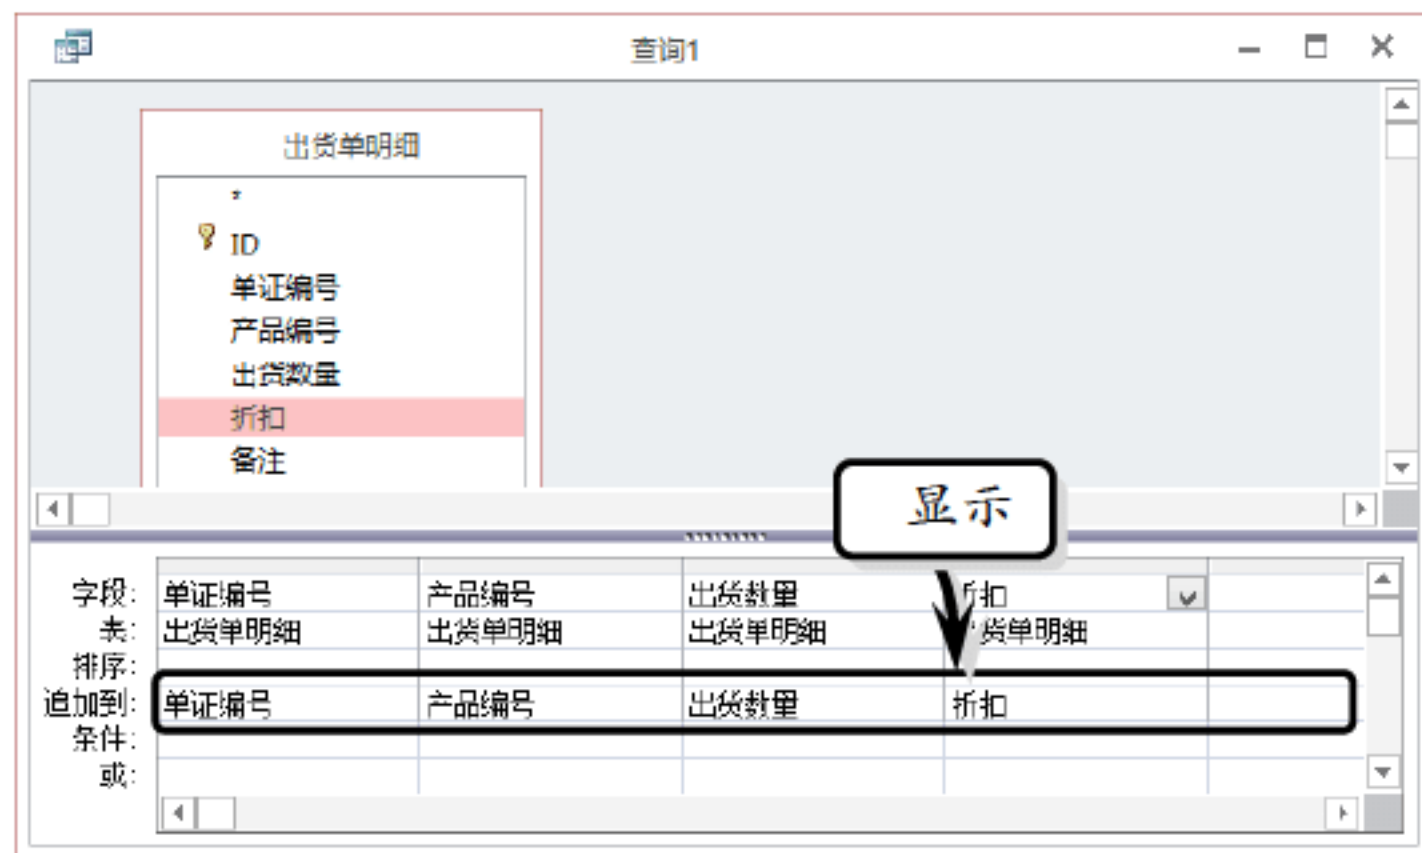 查询1
出货单明细
*
ID
单证编号
产品编号
出货数量
折扣
备注
显示
字段: 单证编号 产品编号 出货数量 折扣
表: 出货单明细 出货单明细 出货单明细 出货单明细
排序:
追加到: 单证编号 产品编号 出货数量 折扣
条件:
或: